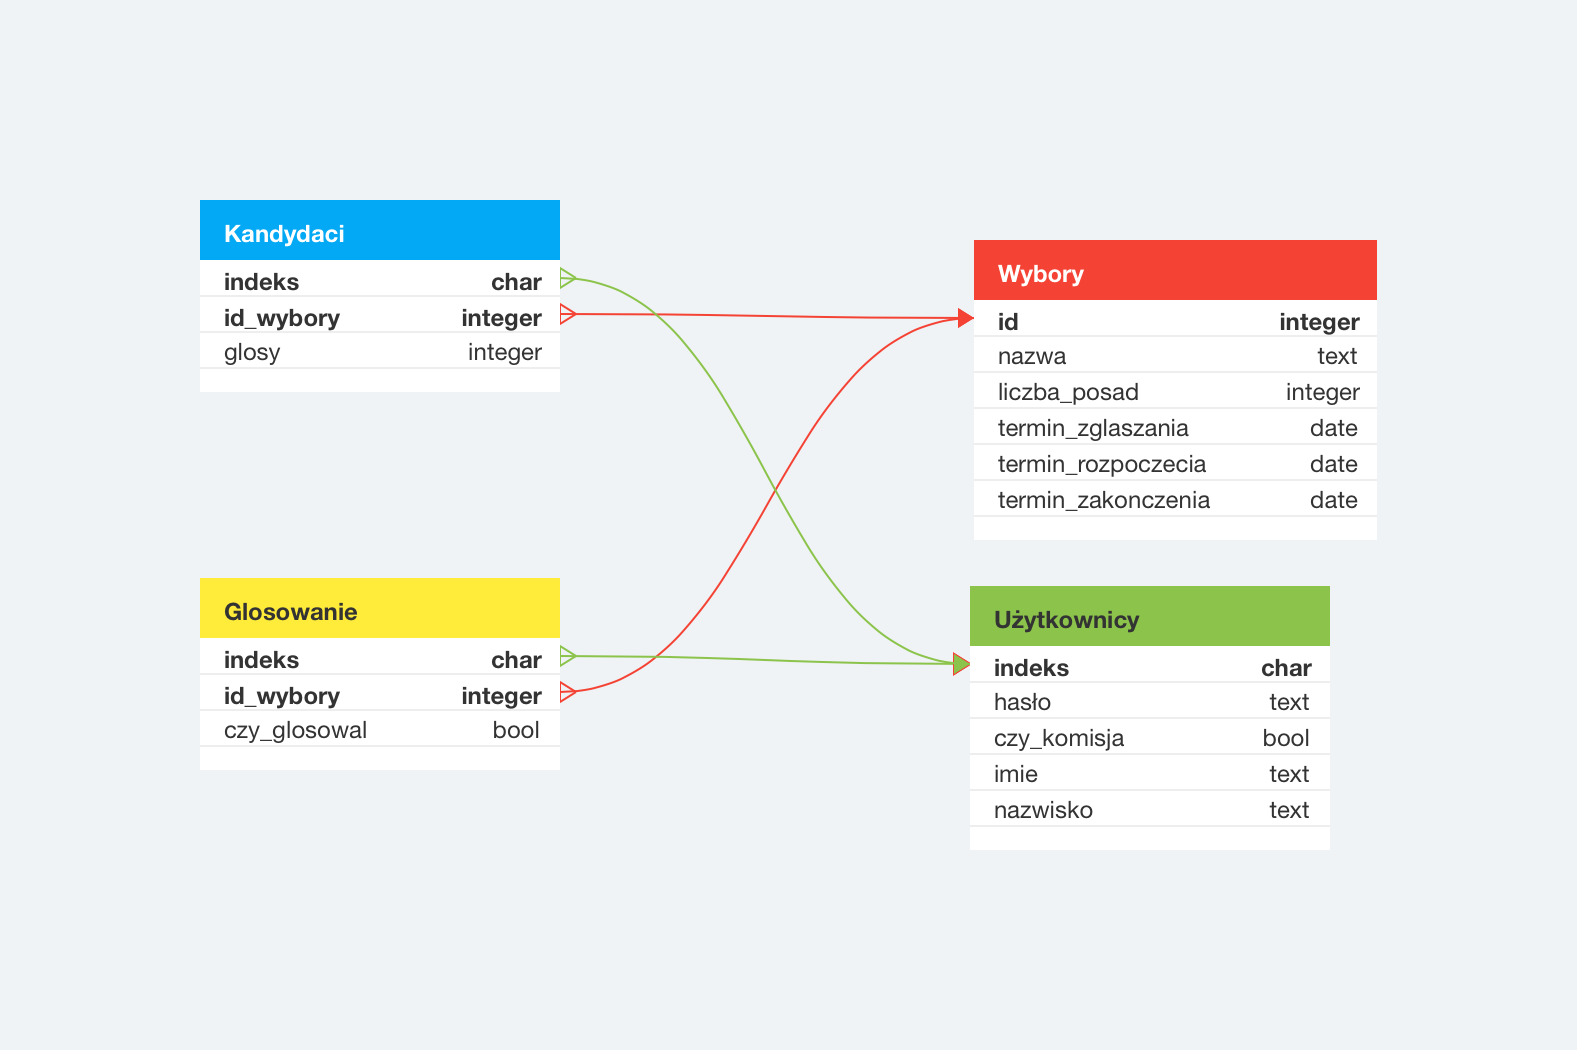 Kandydaci
indeks char
id_wybory integer
glosy integer
Wybory
id integer
nazwa text
liczba_posad integer
termin_zglaszania date
termin_rozpoczecia date
termin_zakonczenia date
Glosowanie
indeks char
id_wybory integer
czy_glosowal bool
Użytkownicy
indeks char
hasło text
czy_komisja bool
imie text
nazwisko text